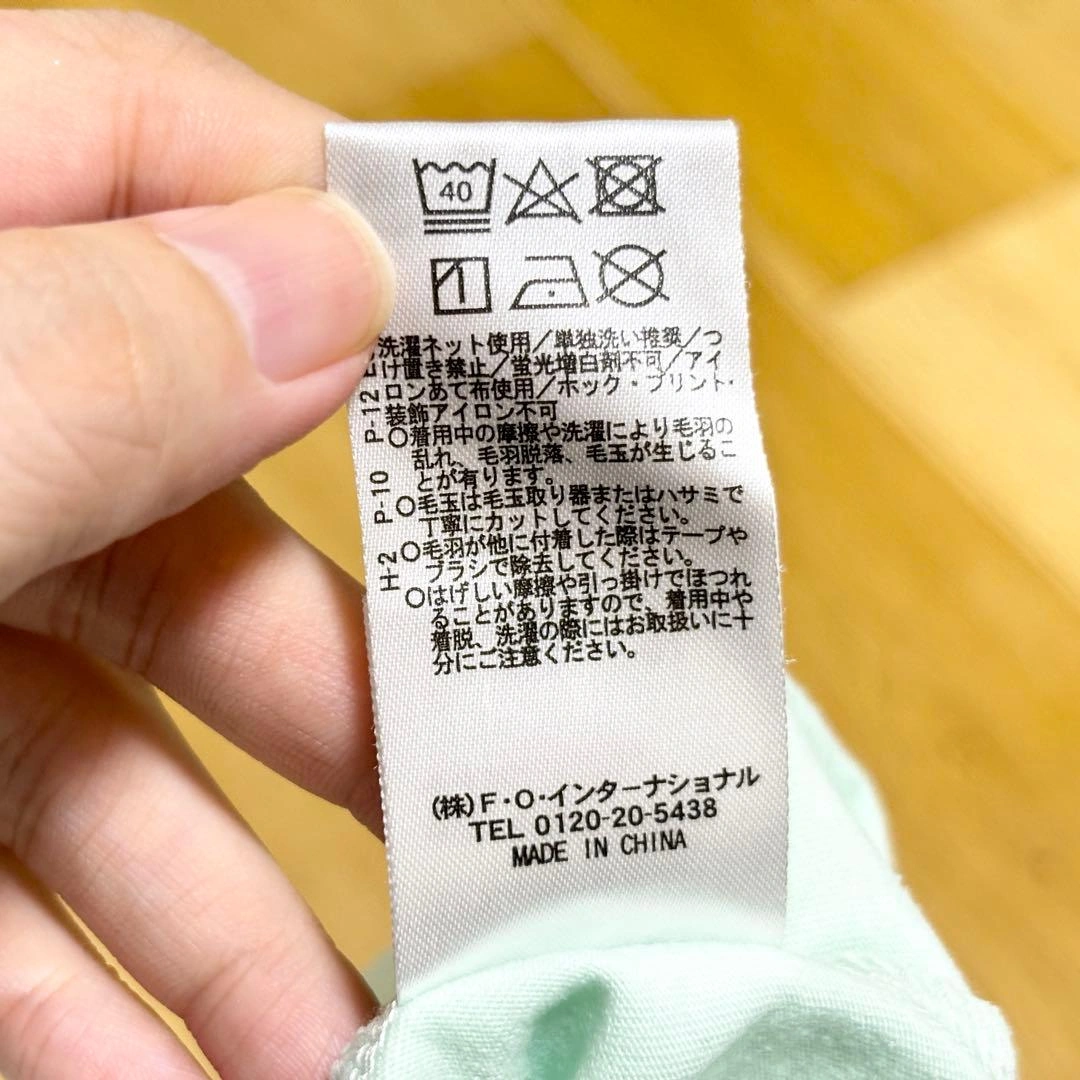 40
洗濯ネット使用/単独洗い推奨/つ
け置き禁止/蛍光増白剤不可/アイ
ロンあて布使用/ホック・プリント・
装飾アイロン不可
○着用中の摩擦や洗濯により毛羽の
乱れ、毛羽脱落、毛玉が生じるこ
とが有ります。
○毛玉は毛玉取り器またはハサミで
丁寧にカットしてください。
○毛羽が他に付着した際はテープや
ブラシで除去してください。
○はげしい摩擦や引っ掛けでほつれ
ることがありますので、着用中や
着脱、洗濯の際にはお取扱いに十
分にご注意ください。
H-2 P-10 P-12
(株)F・O・インターナショナル
TEL 0120-20-5438
MADE IN CHINA